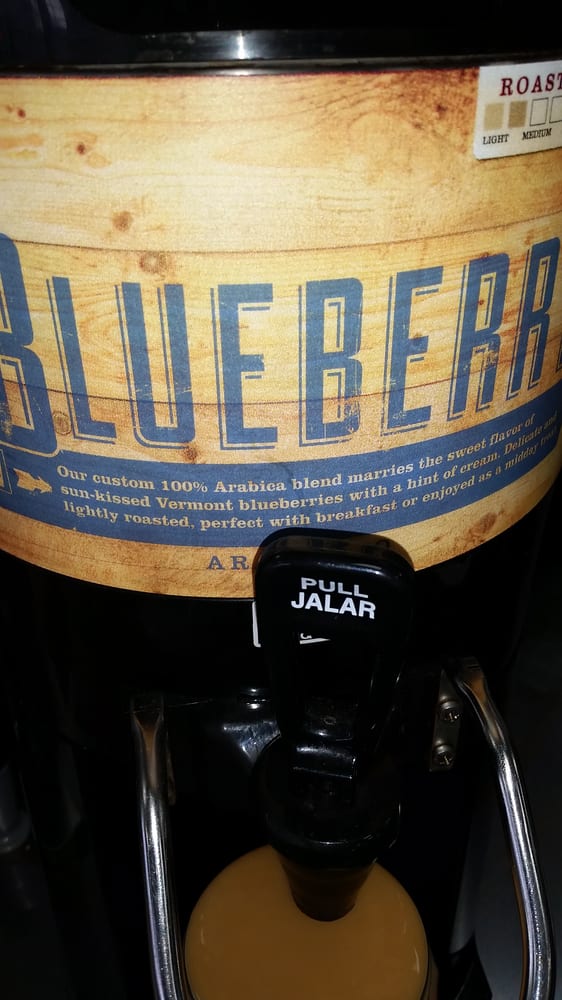 ROAST
LIGHT MEDIUM
BLUEBERR
Our custom 100% Arabica blend marries the sweet flavor of
sun-kissed Vermont blueberries with a hint of cream. Delicate and
lightly roasted, perfect with breakfast or enjoyed as a midday treat.
AR
PULL
JALAR